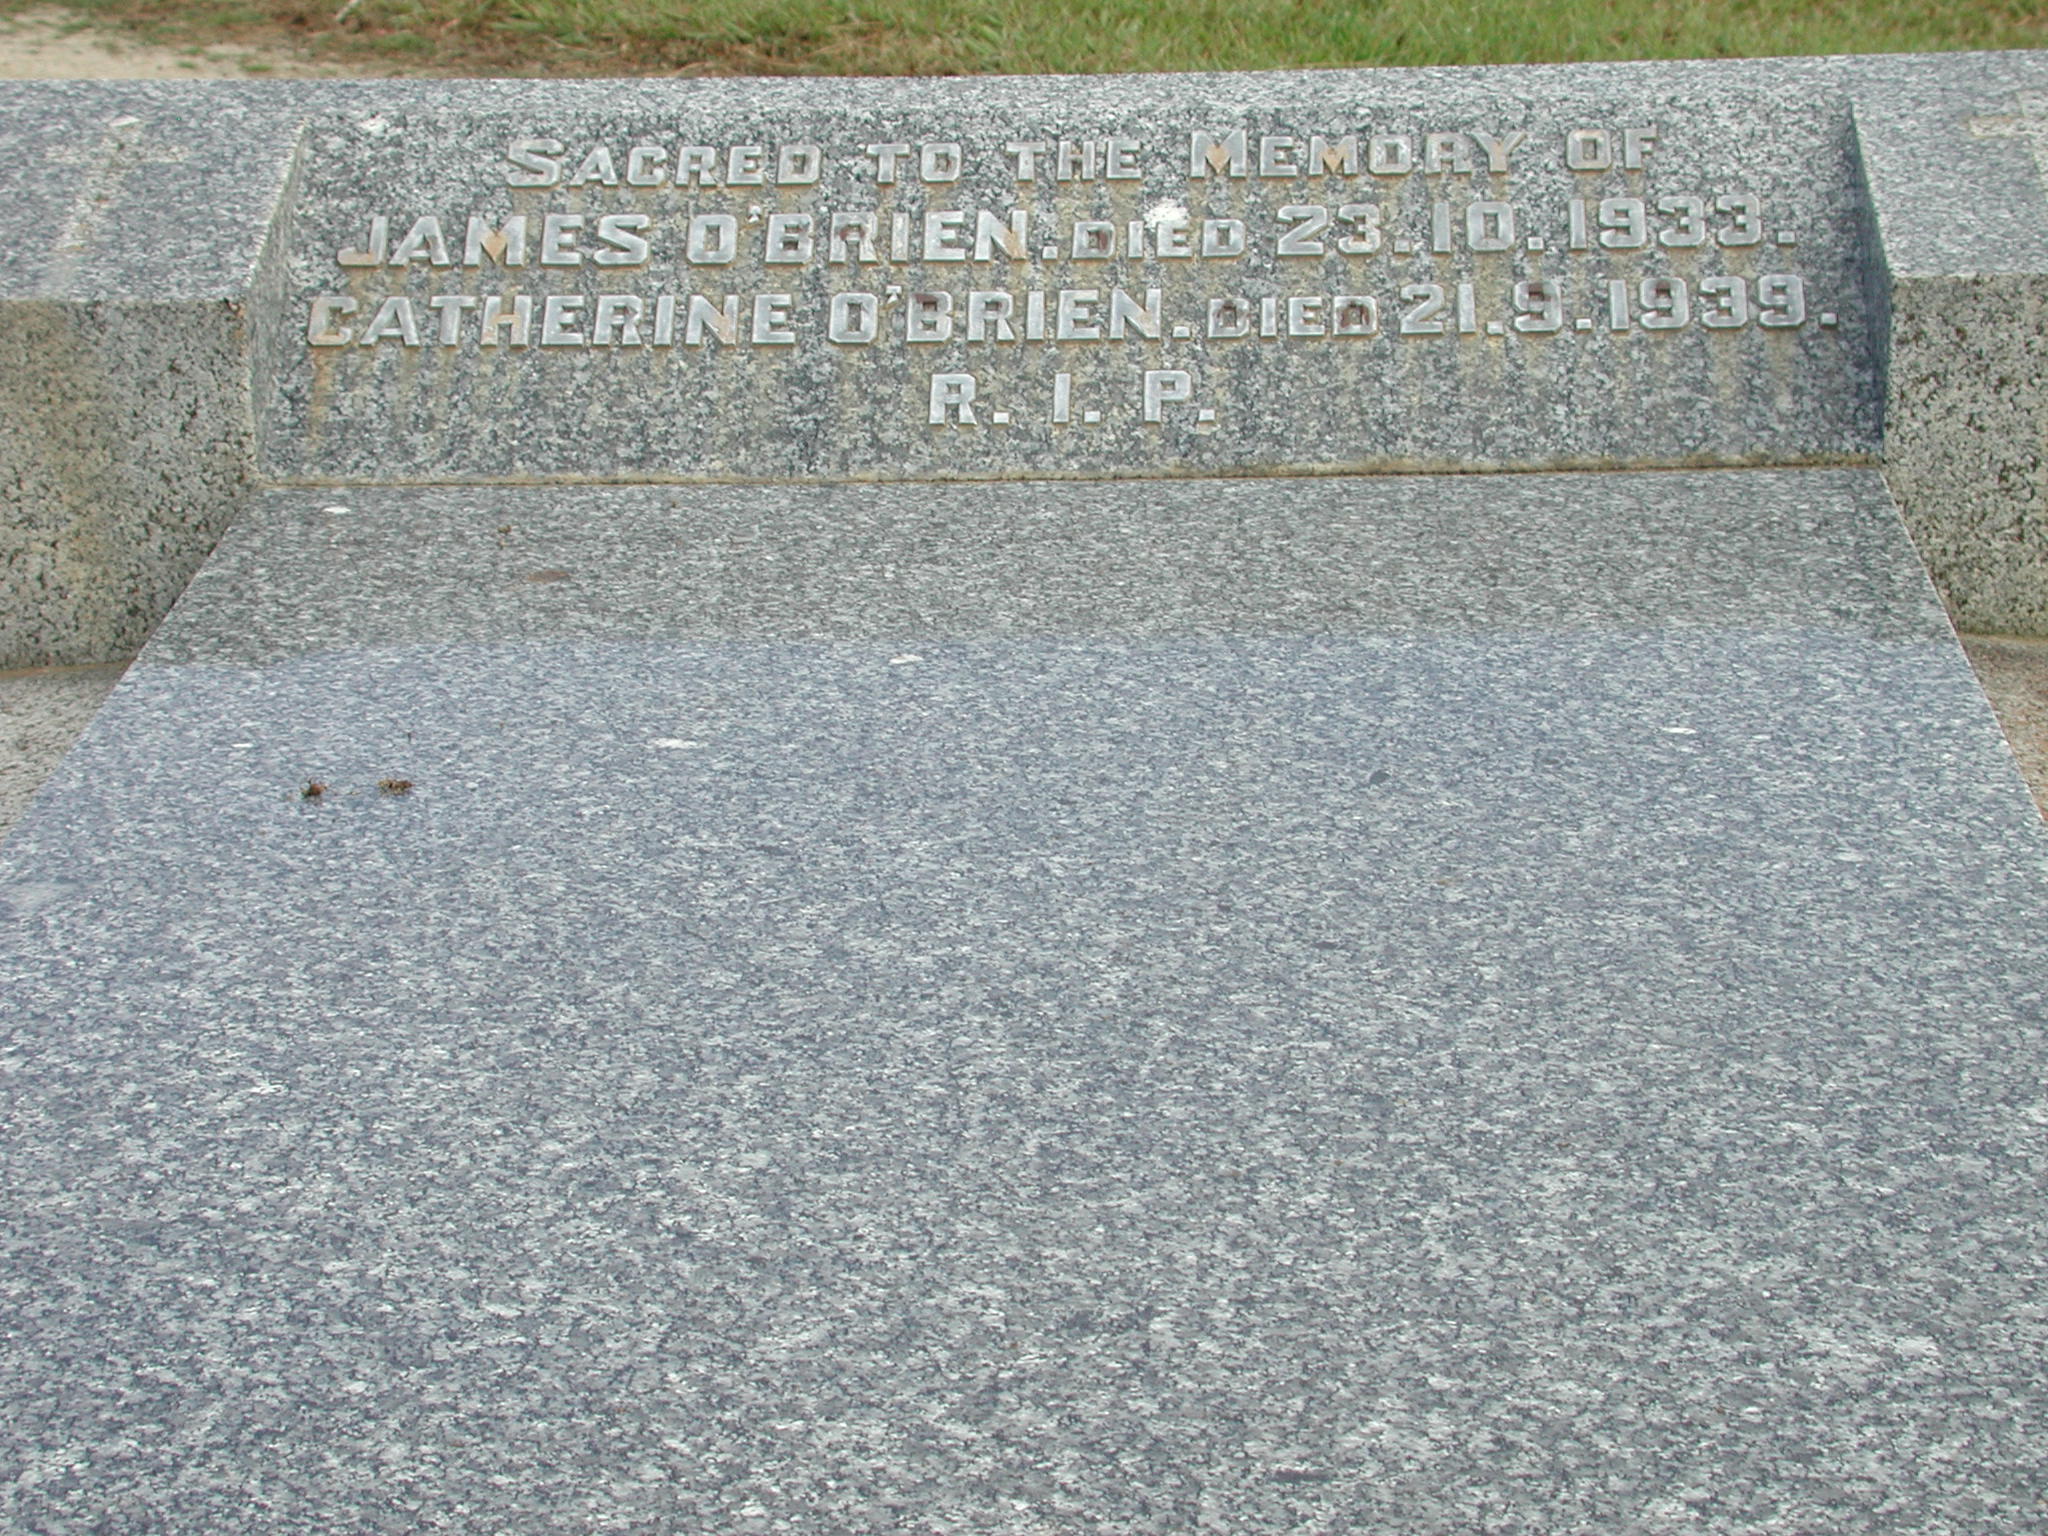 SACRED TO THE MEMORY OF
JAMES O'BRIEN. DIED 23.10.1933.
CATHERINE O'BRIEN. DIED 21.9.1939.
R. I. P.